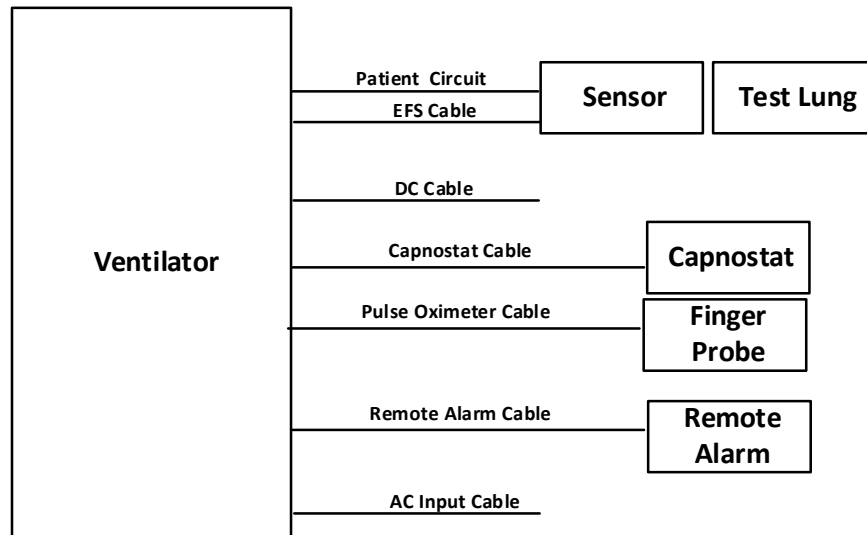 Patient Circuit
Sensor
Test Lung
EFS Cable
DC Cable
Ventilator
Capnostat Cable
Capnostat
Pulse Oximeter Cable
Finger
Probe
Remote Alarm Cable
Remote
Alarm
AC Input Cable